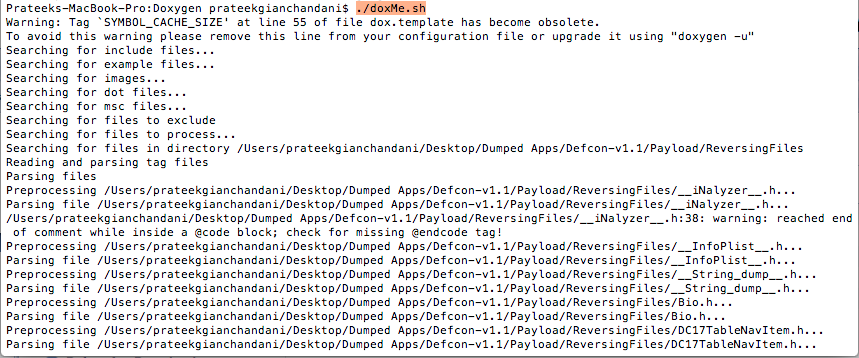 Prateeks-MacBook-Pro:Doxygen prateekgianchandani$ ./doxMe.sh
Warning: Tag `SYMBOL_CACHE_SIZE' at line 55 of file dox.template has become obsolete.
To avoid this warning please remove this line from your configuration file or upgrade it using "doxygen -u"
Searching for include files...
Searching for example files...
Searching for images...
Searching for dot files...
Searching for msc files...
Searching for files to exclude
Searching for files to process...
Searching for files in directory /Users/prateekgianchandani/Desktop/Dumped Apps/Defcon-v1.1/Payload/ReversingFiles
Reading and parsing tag files
Parsing files
Preprocessing /Users/prateekgianchandani/Desktop/Dumped Apps/Defcon-v1.1/Payload/ReversingFiles/__iNalyzer__.h...
Parsing file /Users/prateekgianchandani/Desktop/Dumped Apps/Defcon-v1.1/Payload/ReversingFiles/__iNalyzer__.h...
/Users/prateekgianchandani/Desktop/Dumped Apps/Defcon-v1.1/Payload/ReversingFiles/__iNalyzer__.h:38: warning: reached end
of comment while inside a @code block; check for missing @endcode tag!
Preprocessing /Users/prateekgianchandani/Desktop/Dumped Apps/Defcon-v1.1/Payload/ReversingFiles/__InfoPlist__.h...
Parsing file /Users/prateekgianchandani/Desktop/Dumped Apps/Defcon-v1.1/Payload/ReversingFiles/__InfoPlist__.h...
Preprocessing /Users/prateekgianchandani/Desktop/Dumped Apps/Defcon-v1.1/Payload/ReversingFiles/__String_dump__.h...
Parsing file /Users/prateekgianchandani/Desktop/Dumped Apps/Defcon-v1.1/Payload/ReversingFiles/__String_dump__.h...
Preprocessing /Users/prateekgianchandani/Desktop/Dumped Apps/Defcon-v1.1/Payload/ReversingFiles/Bio.h...
Parsing file /Users/prateekgianchandani/Desktop/Dumped Apps/Defcon-v1.1/Payload/ReversingFiles/Bio.h...
Preprocessing /Users/prateekgianchandani/Desktop/Dumped Apps/Defcon-v1.1/Payload/ReversingFiles/DC17TableNavItem.h...
Parsing file /Users/prateekgianchandani/Desktop/Dumped Apps/Defcon-v1.1/Payload/ReversingFiles/DC17TableNavItem.h...